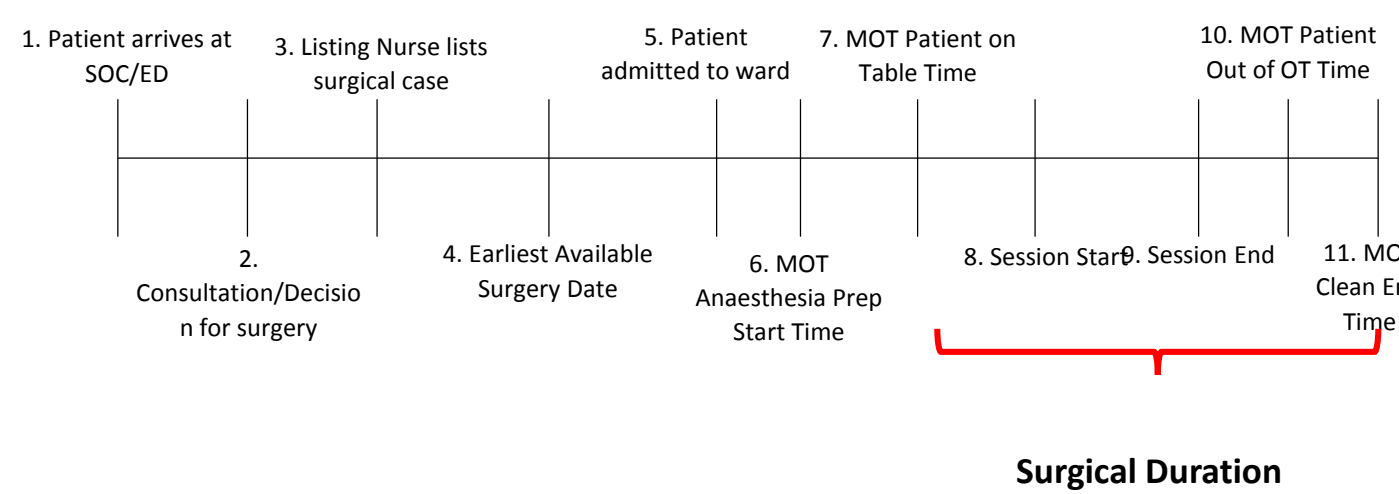 1. Patient arrives at
SOC/ED
3. Listing Nurse lists
surgical case
5. Patient
admitted to ward
7. MOT Patient on
Table Time
10. MOT Patient
Out of OT Time
2.
Consultation/Decisio
n for surgery
4. Earliest Available
Surgery Date
6. MOT
Anaesthesia Prep
Start Time
8. Session Start
9. Session End
11. MO
Clean E
Time
Surgical Duration